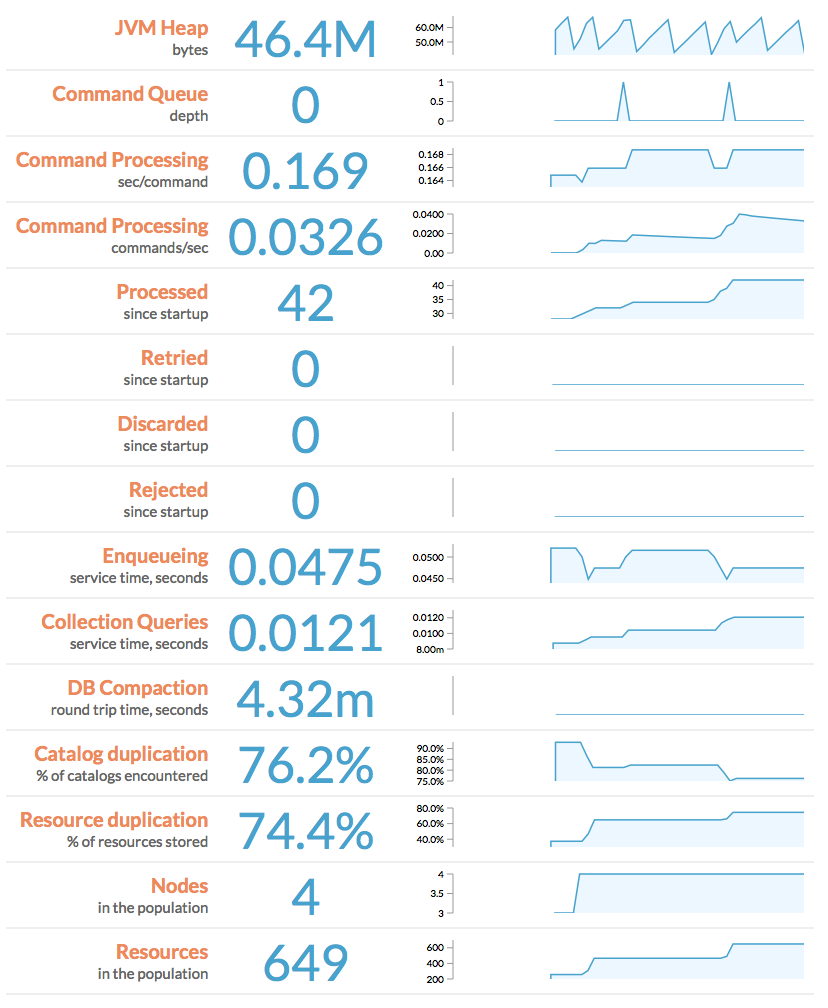 JVM Heap
bytes
46.4M
60.0M
50.0M
Command Queue
depth
0
1
0.5
0
Command Processing
sec/command
0.169
0.168
0.166
0.164
Command Processing
commands/sec
0.0326
0.0400
0.0200
0.00
Processed
since startup
42
40
35
30
Retried
since startup
0
Discarded
since startup
0
Rejected
since startup
0
Enqueueing
service time, seconds
0.0475
0.0500
0.0450
Collection Queries
service time, seconds
0.0121
0.0120
0.0100
8.00m
DB Compaction
round trip time, seconds
4.32m
Catalog duplication
% of catalogs encountered
76.2%
90.0%
85.0%
80.0%
75.0%
Resource duplication
% of resources stored
74.4%
80.0%
60.0%
40.0%
Nodes
in the population
4
4
3.5
3
Resources
in the population
649
600
400
200